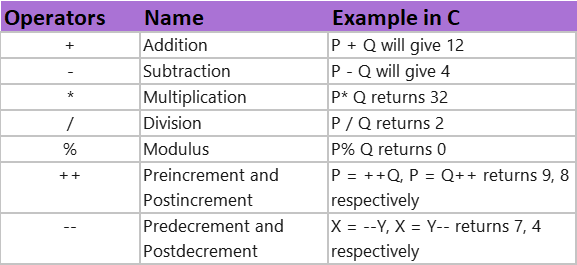 Operators Name Example in C
+ Addition P + Q will give 12
- Subtraction P - Q will give 4
* Multiplication P* Q returns 32
/ Division P / Q returns 2
% Modulus P% Q returns 0
++ Preincrement and P = ++Q, P = Q++ returns 9, 8
Postincrement respectively
-- Predecrement and X = --Y, X = Y-- returns 7, 4
Postdecrement respectively